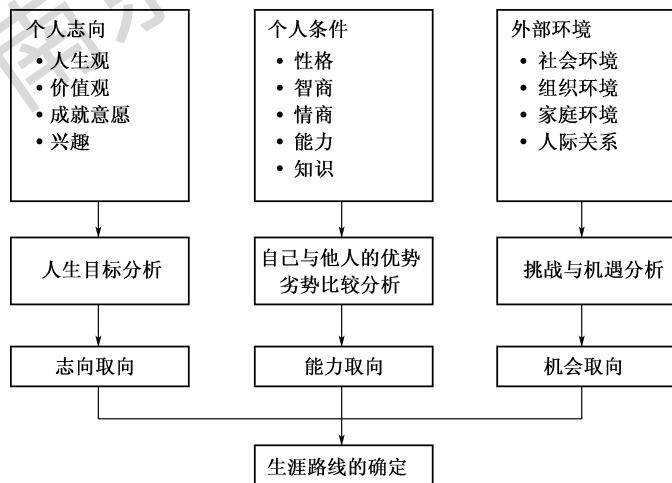 个人志向
• 人生观
• 价值观
• 成就意愿
• 兴趣
个人条件
• 性格
• 智商
• 情商
• 能力
• 知识
外部环境
• 社会环境
• 组织环境
• 家庭环境
• 人际关系
人生目标分析
自己与他人的优势
劣势比较分析
挑战与机遇分析
志向取向
能力取向
机会取向
生涯路线的确定